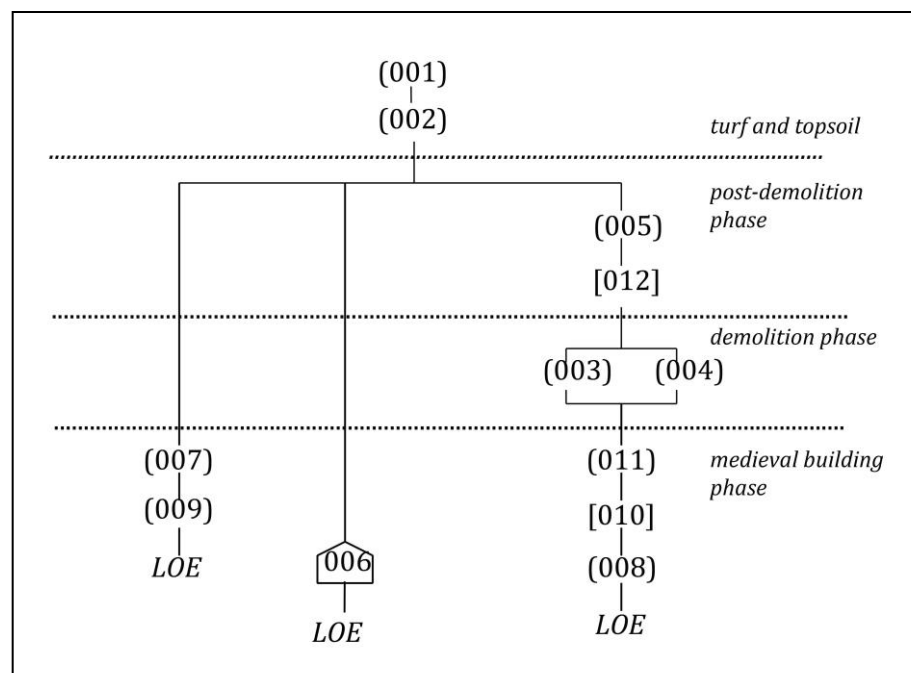 (001)
(002)
turf and topsoil
post-demolition
phase
(005)
[012]
demolition phase
(003) (004)
(007) (011) medieval building
phase
(009) [010]
006
LOE (008)
LOE LOE